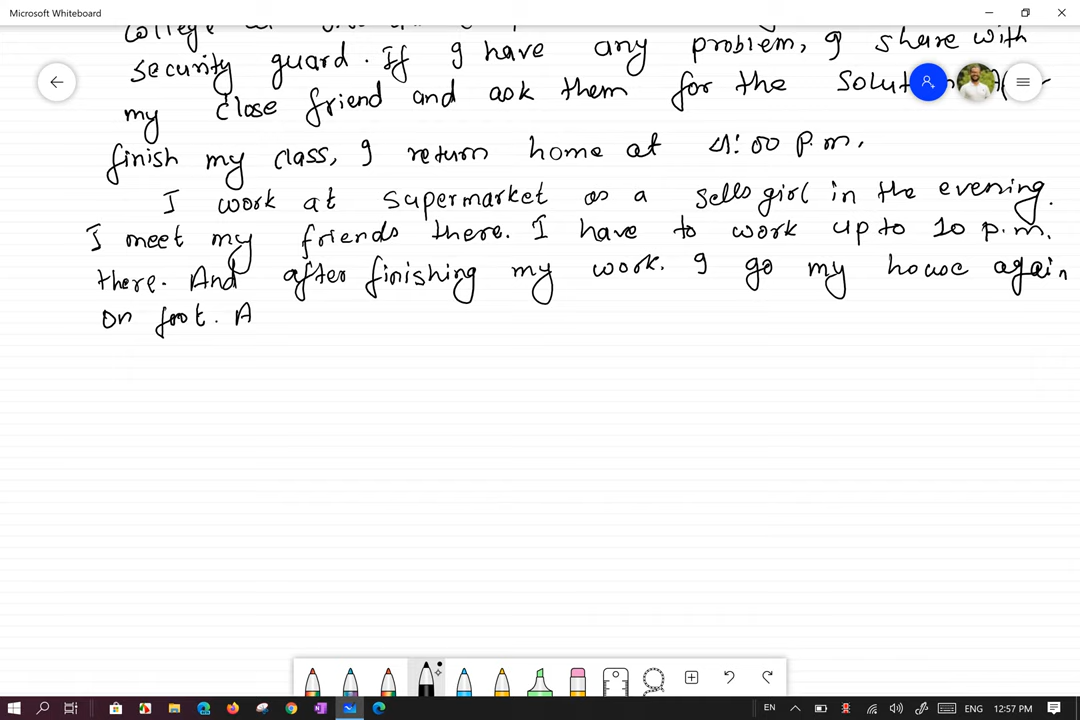 Microsoft Whiteboard
college
security guard. If I have any problem, I share with
my close friend and ask them for the
finish my class, I return home at 4:00 p.m.
I work at supermarket as a sells girl in the evening.
I meet my friends there. I have to work up to 10 p.m.
there. And after finishing my work. I go my house again
on foot. A
EN ENG 12:57 PM